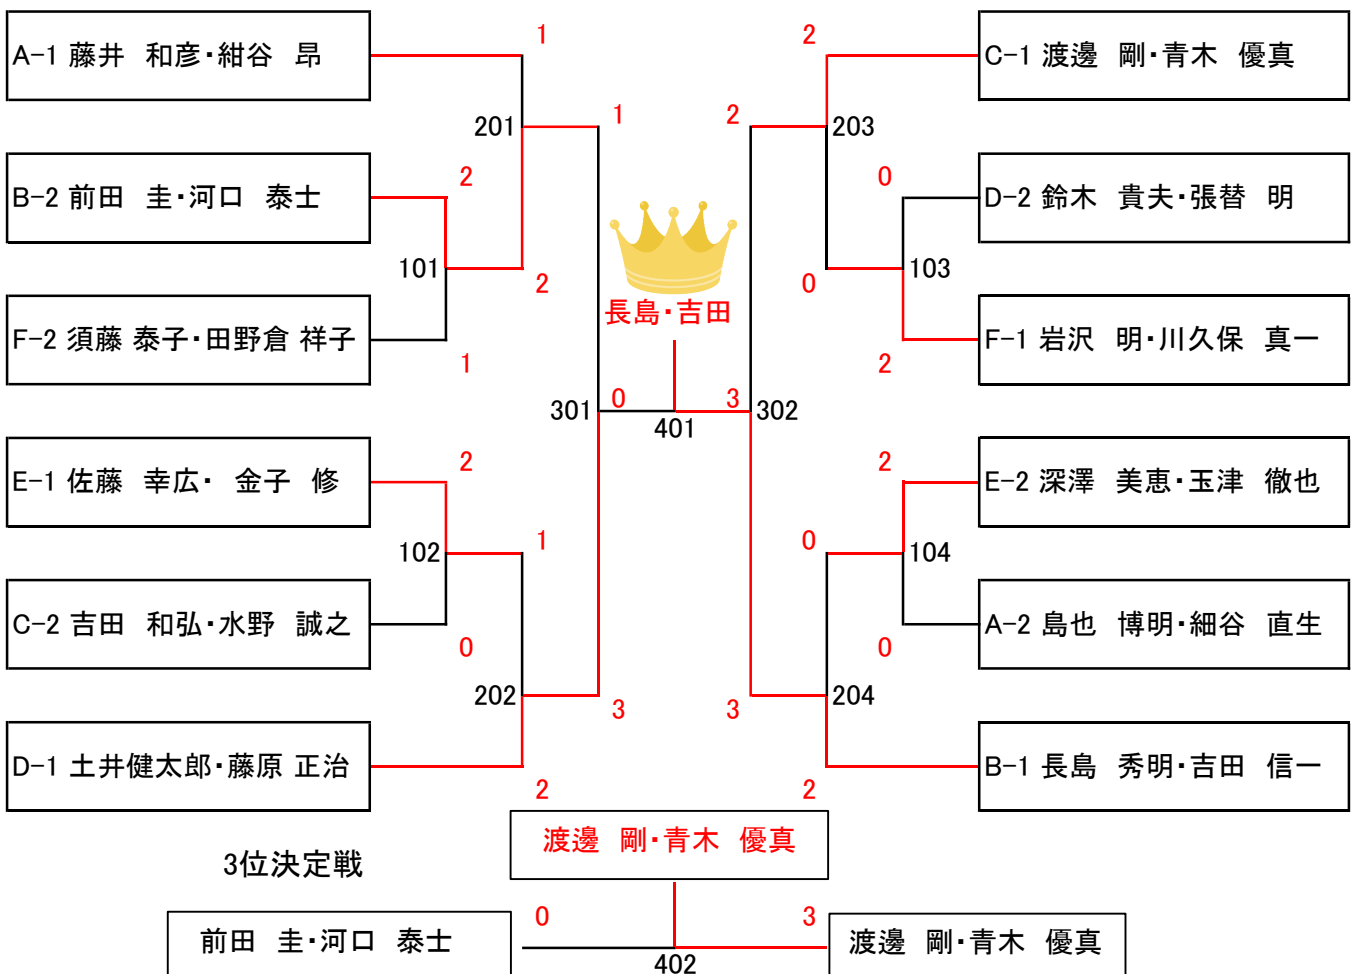 A-1 藤井　和彦・紺谷　昂
1
2
C-1 渡邊　剛・青木　優真
201
1
2
203
B-2 前田　圭・河口　泰士
2
0
D-2 鈴木　貴夫・張替　明
101
2
0
103
長島・吉田
F-2 須藤 泰子・田野倉 祥子
1
2
F-1 岩沢　明・川久保　真一
301
0
401
3
302
E-1 佐藤　幸広・ 金子　修
2
2
E-2 深澤　美恵・玉津　徹也
102
1
0
104
C-2 吉田　和弘・水野　誠之
0
0
A-2 島也　博明・細谷　直生
202
3
3
204
D-1 土井健太郎・藤原 正治
2
2
B-1 長島　秀明・吉田　信一
渡邊　剛・青木　優真
3位決定戦
前田　圭・河口　泰士
0
3
渡邊　剛・青木　優真
402